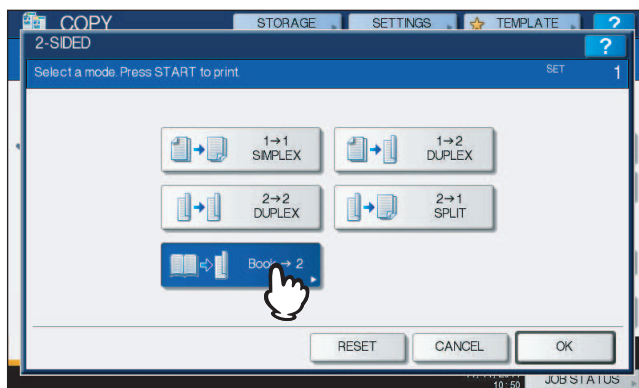 COPY STORAGE SETTINGS TEMPLATE ?
2-SIDED ?
Select a mode. Press START to print. SET 1
1→1
SIMPLEX
1→2
DUPLEX
2→2
DUPLEX
2→1
SPLIT
Book → 2
RESET CANCEL OK
10:50 JOB STATUS